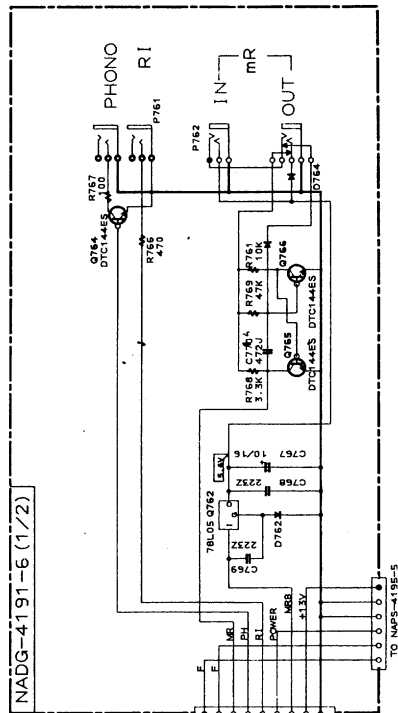 PHONO
RI
P761
IN
mR
OUT
P762
D764
R767
100
Q764
DTC144ES
R766
470
R761
10K
Q766
DTC144ES
R769
47K
C770
472J
Q765
DTC144ES
R768
3.3K
5.6V
C767
10/16
C768
223Z
78L05 Q762
O
G
I
D762
223Z
C769
NADG-4191-6 (1/2)
MR
PH
RI
POWER
MRB
+13V
F
F
TO NAPS-4195-5